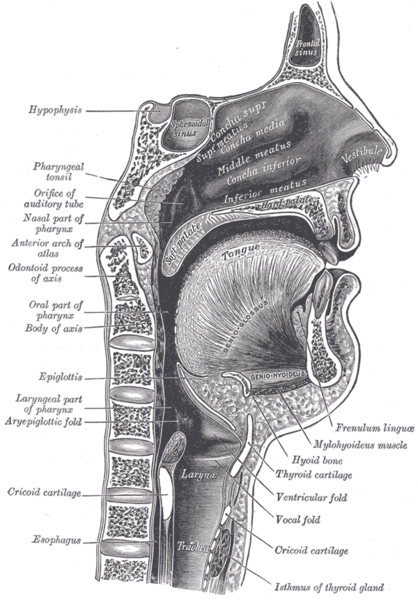 Frontal
sinus
Hypophysis
Sphenoidal
sinus
Concha supr
Supr meatus
Concha media
Middle meatus
Concha inferior
Inferior meatus
Vestibule
Pharyngeal
tonsil
Orifice of
auditory tube
Nasal part of
pharynx
Anterior arch of
atlas
Odontoid process
of axis
Hard palate
Soft palate
Tongue
Oral part of
pharynx
Body of axis
GENIO-GLOSSUS
GENIO-HYOIDEUS
Epiglottis
Laryngeal part
of pharynx
Aryepiglottic fold
Frenulum linguæ
Mylohyoideus muscle
Hyoid bone
Thyroid cartilage
Larynx
Ventricular fold
Cricoid cartilage
Vocal fold
Esophagus
Trachea
Cricoid cartilage
Isthmus of thyroid gland